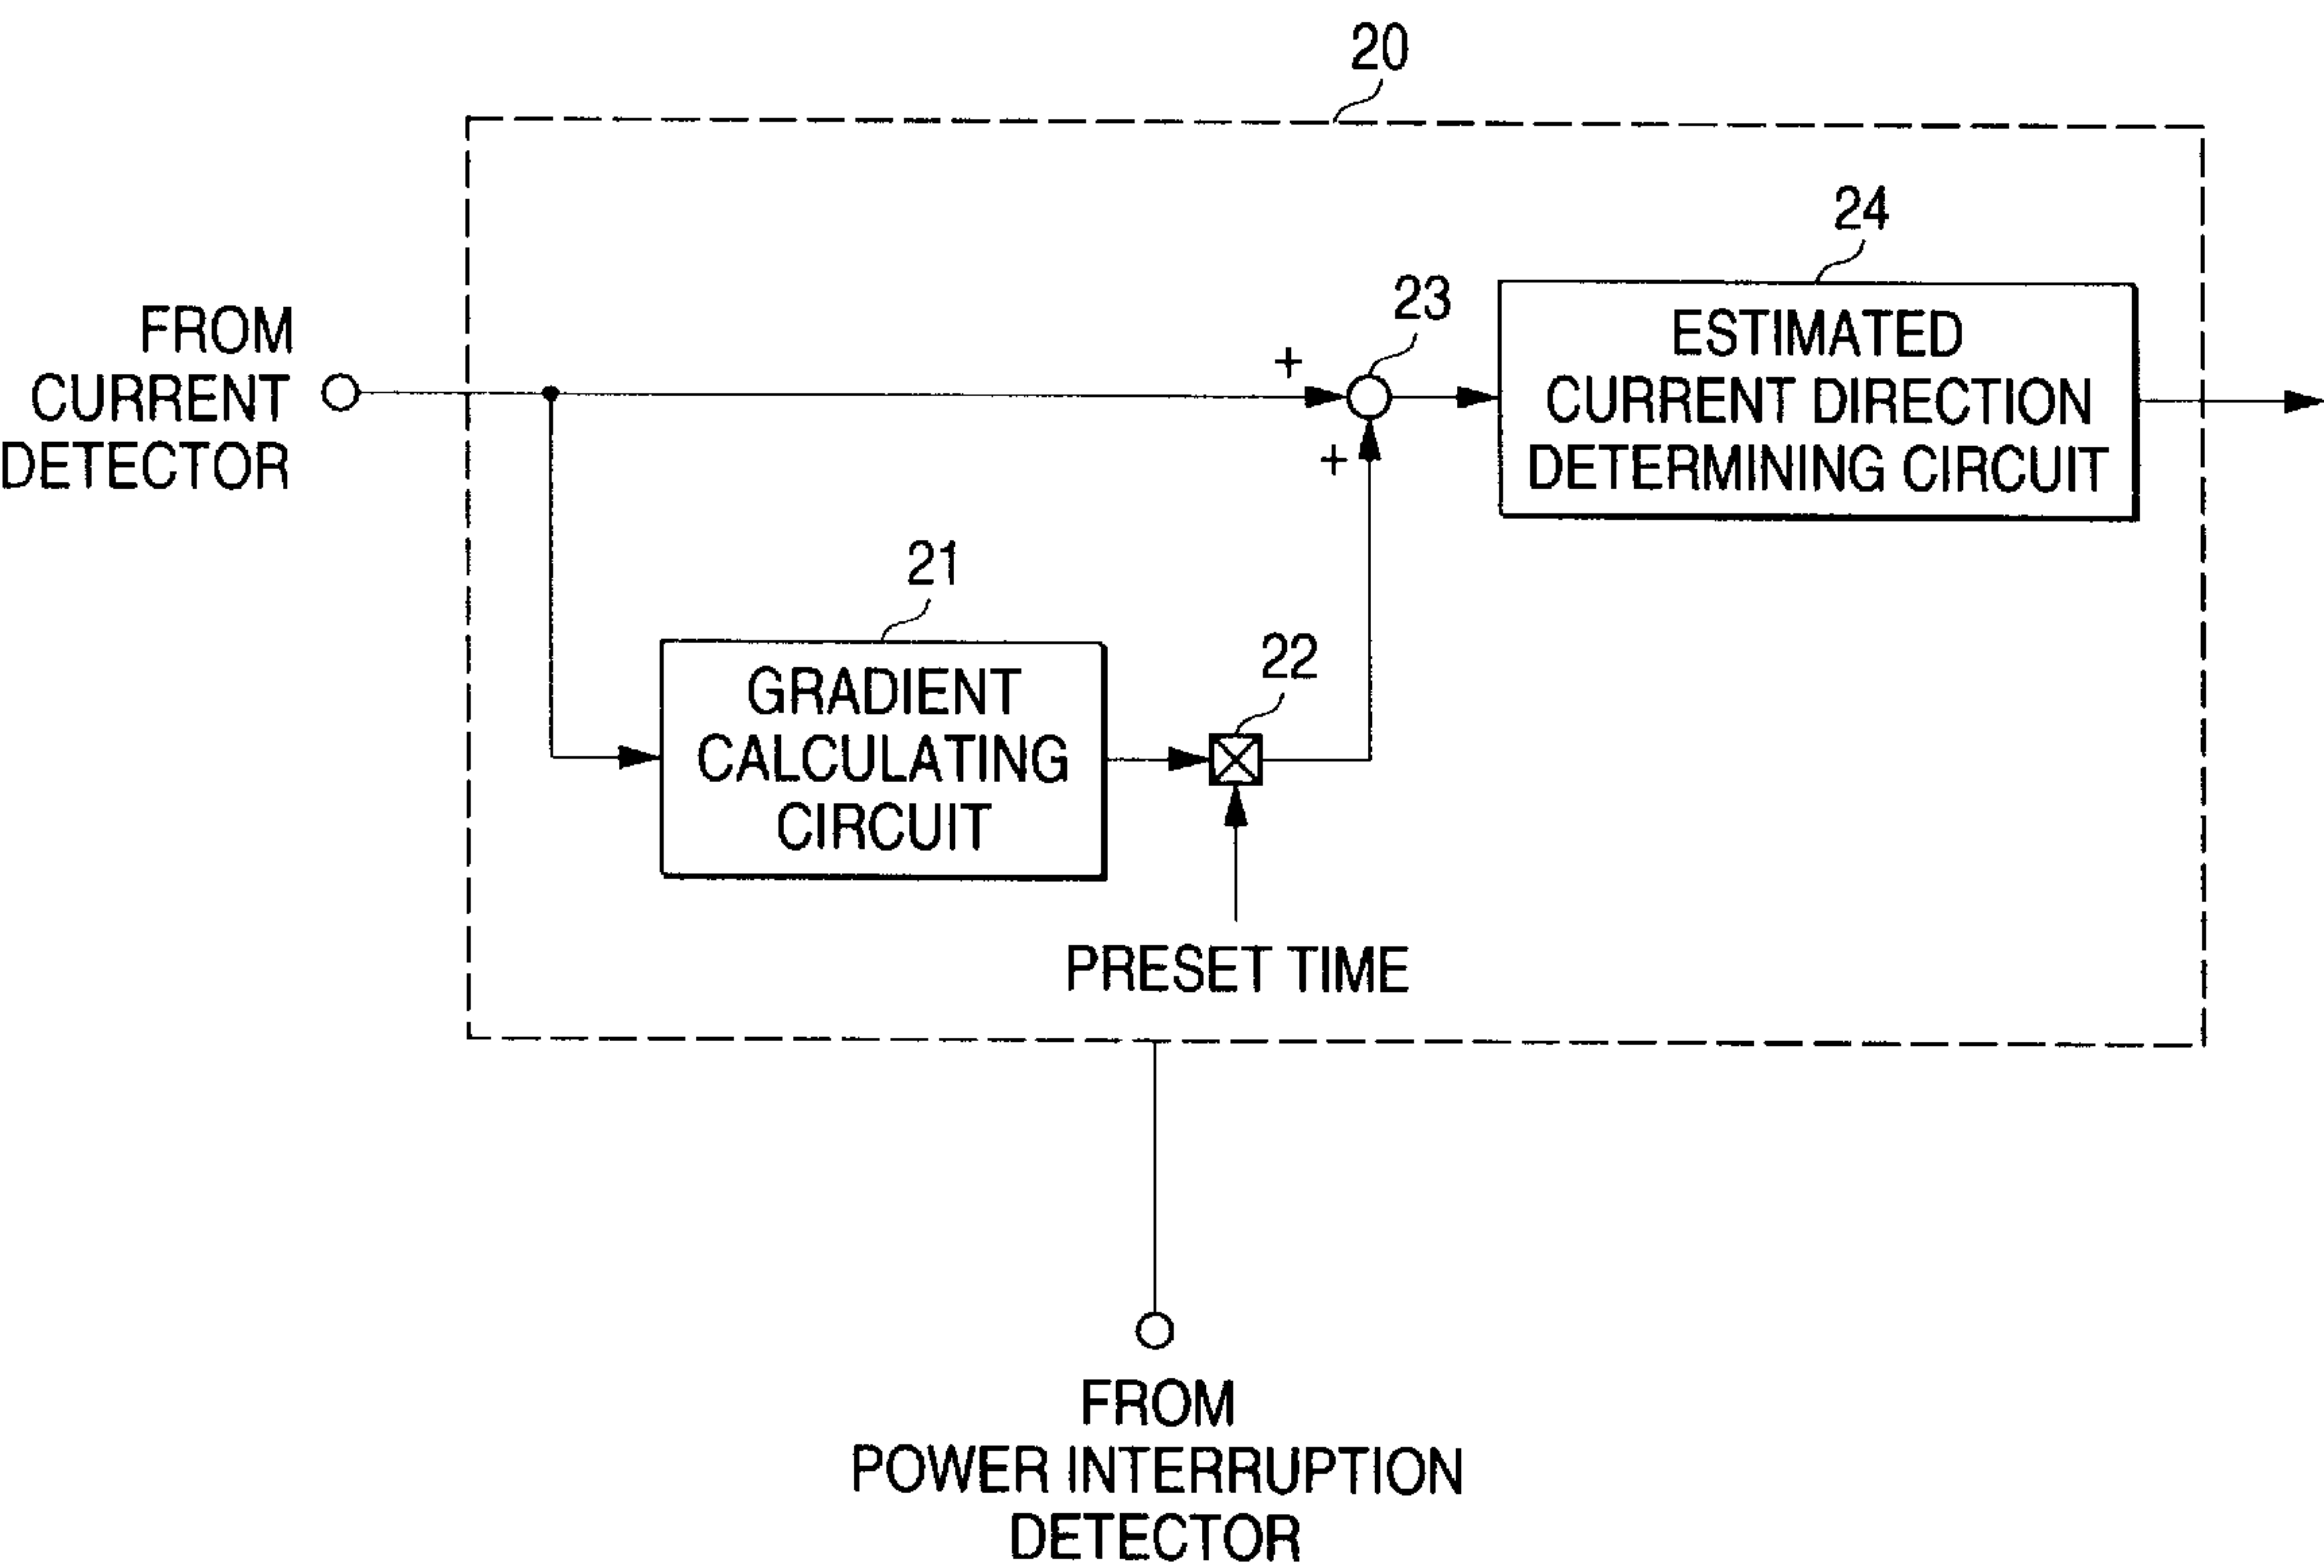 20
24
23
FROM
CURRENT
DETECTOR
+
+
ESTIMATED
CURRENT DIRECTION
DETERMINING CIRCUIT
21
22
GRADIENT
CALCULATING
CIRCUIT
PRESET TIME
FROM
POWER INTERRUPTION
DETECTOR